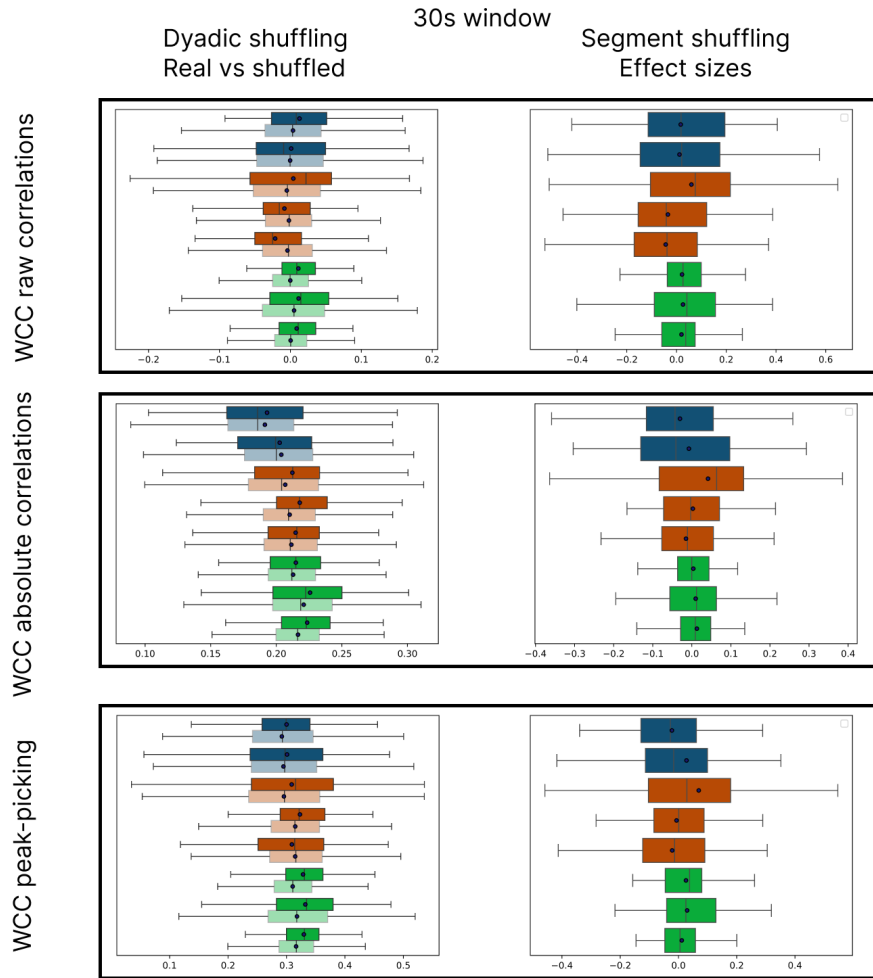 30s window
Dyadic shuffling
Real vs shuffled
Segment shuffling
Effect sizes
WCC raw correlations
−0.2 −0.1 0.0 0.1 0.2
−0.4 −0.2 0.0 0.2 0.4 0.6
WCC absolute correlations
0.10 0.15 0.20 0.25 0.30
−0.4 −0.3 −0.2 −0.1 0.0 0.1 0.2 0.3 0.4
WCC peak-picking
0.1 0.2 0.3 0.4 0.5
−0.4 −0.2 0.0 0.2 0.4